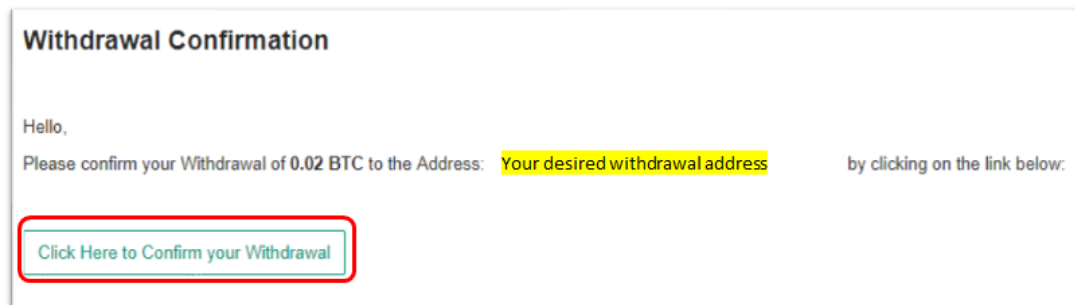 Withdrawal Confirmation
Hello,
Please confirm your Withdrawal of 0.02 BTC to the Address: Your desired withdrawal address by clicking on the link below:
Click Here to Confirm your Withdrawal